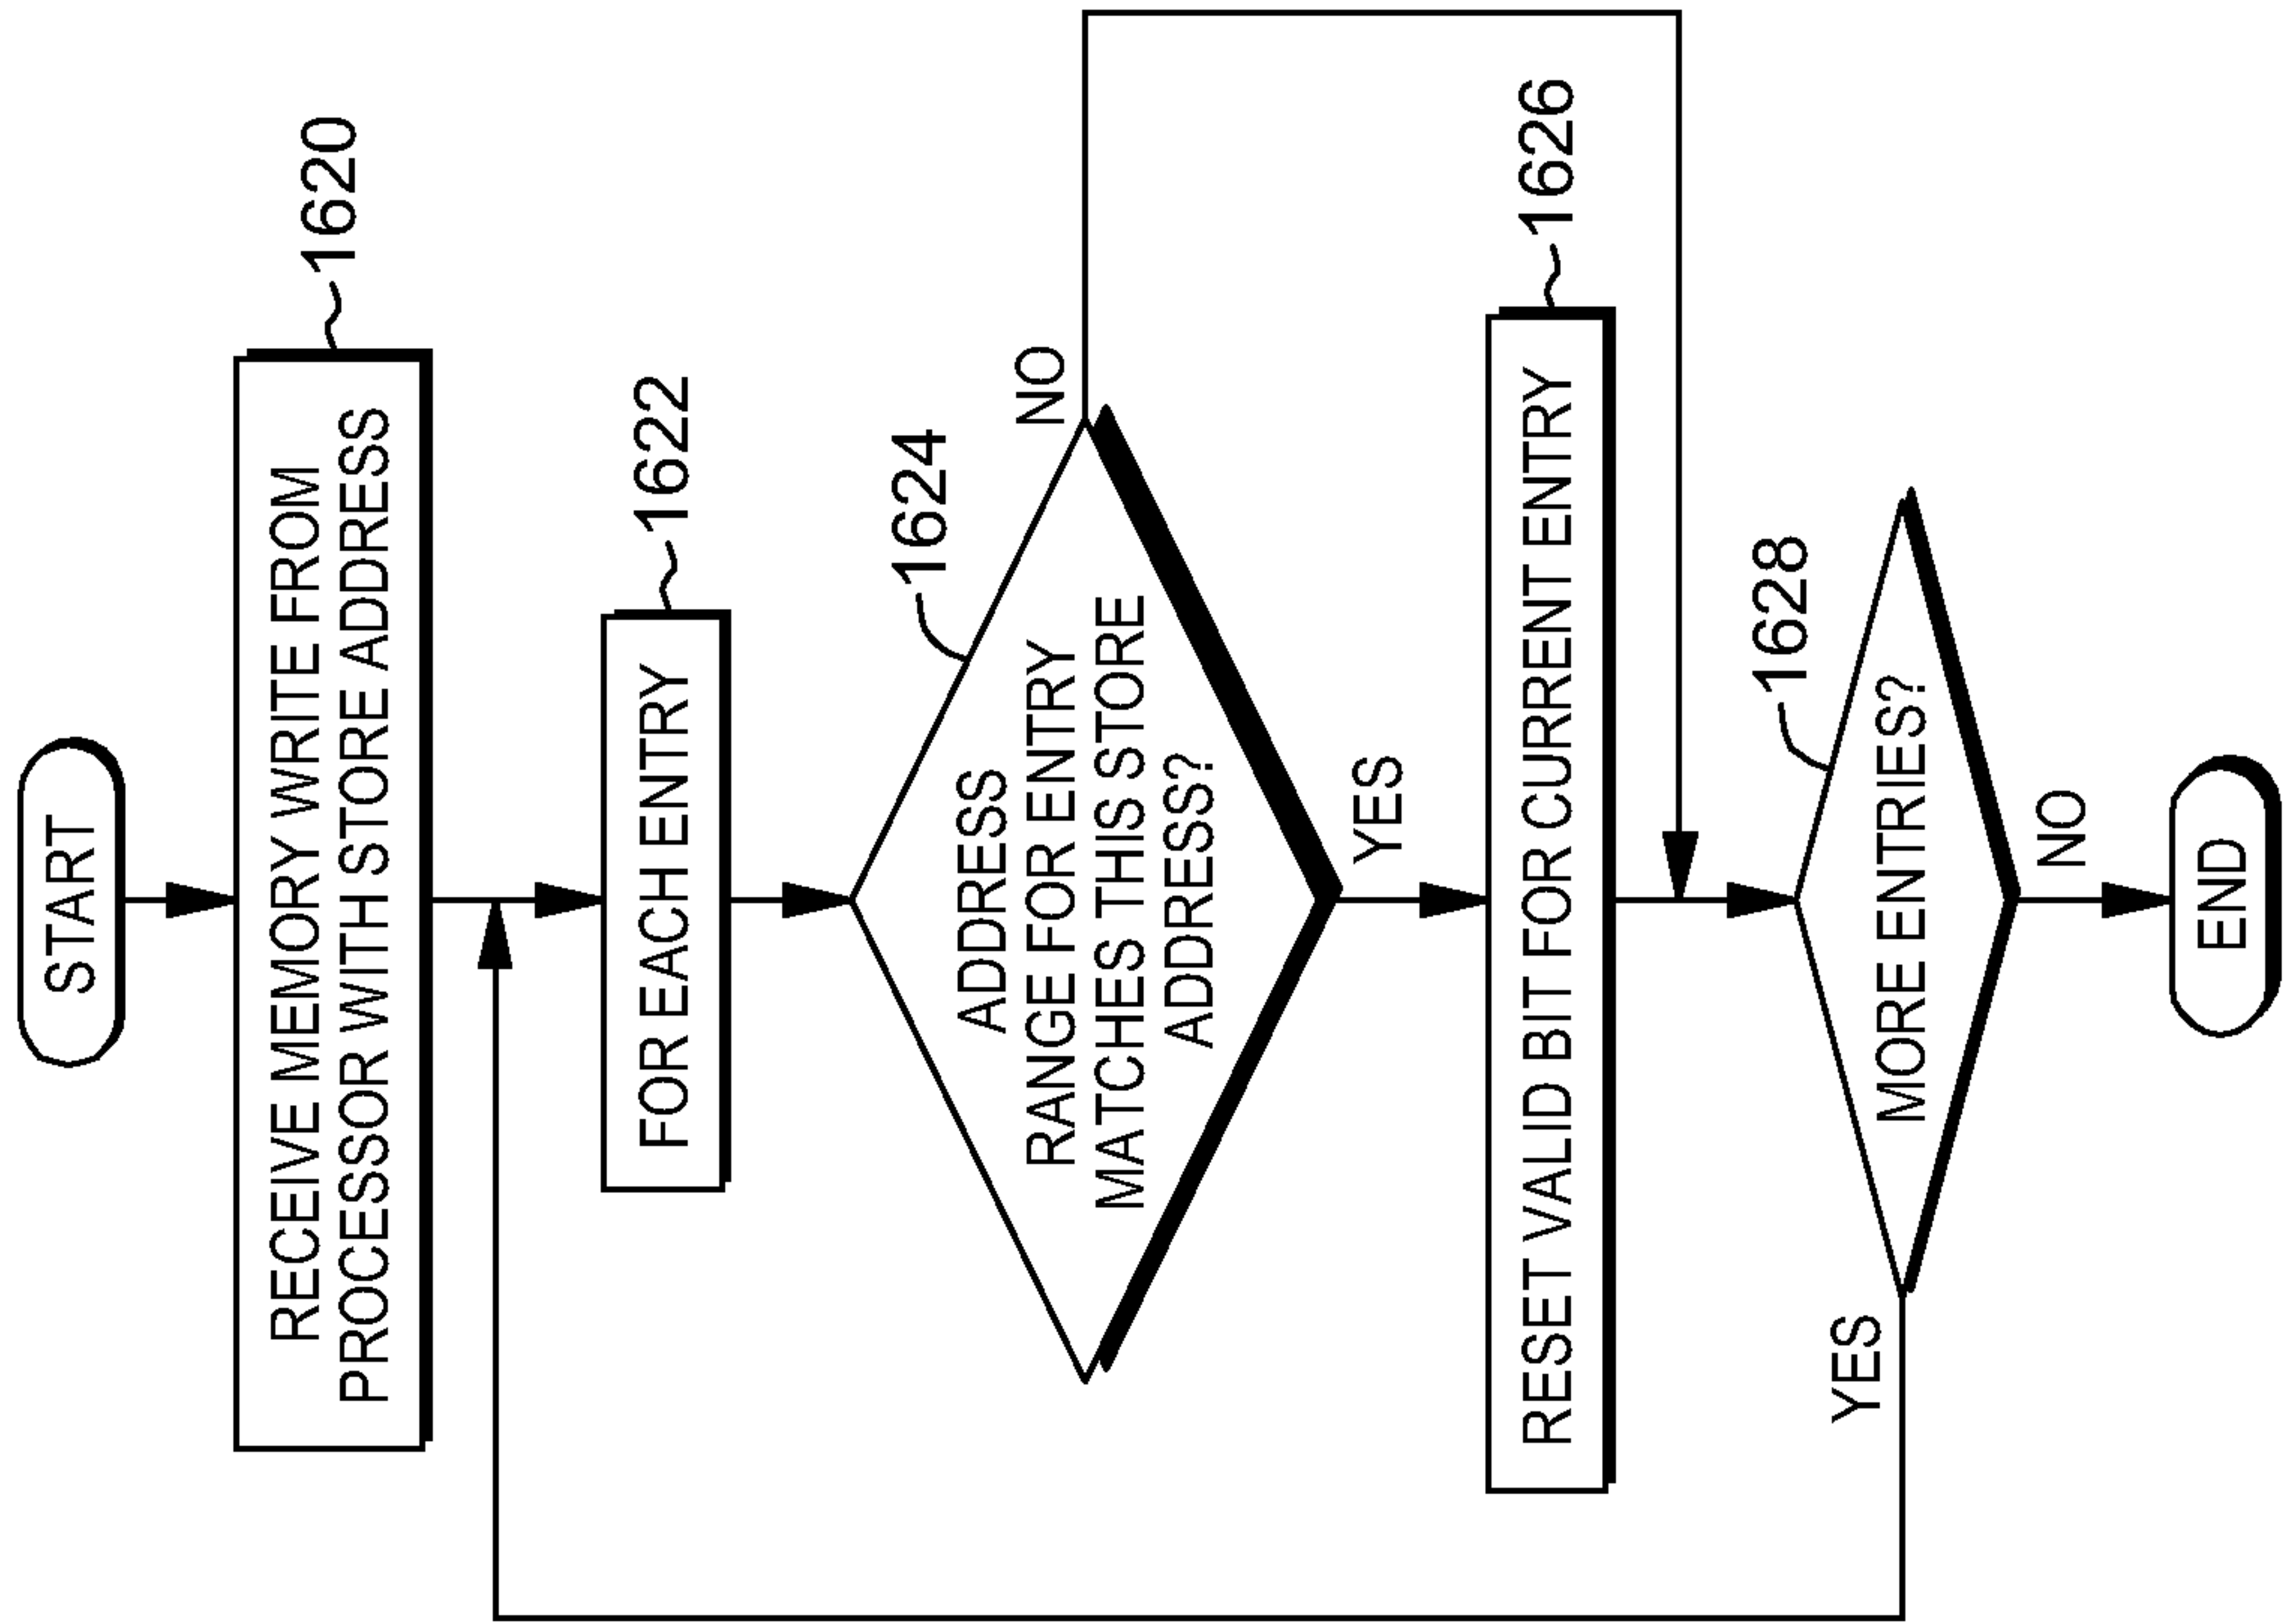 START
RECEIVE MEMORY WRITE FROM
PROCESSOR WITH STORE ADDRESS
1620
FOR EACH ENTRY
1622
1624
ADDRESS
RANGE FOR ENTRY
MATCHES THIS STORE
ADDRESS?
NO
YES
RESET VALID BIT FOR CURRENT ENTRY
1626
1628
MORE ENTRIES?
YES
NO
END